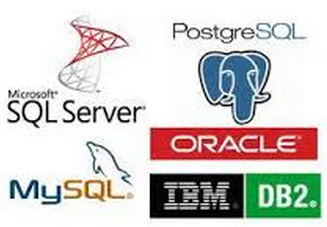 PostgreSQL
Microsoft®
SQL Server®
ORACLE®
MySQL®
IBM® DB2®